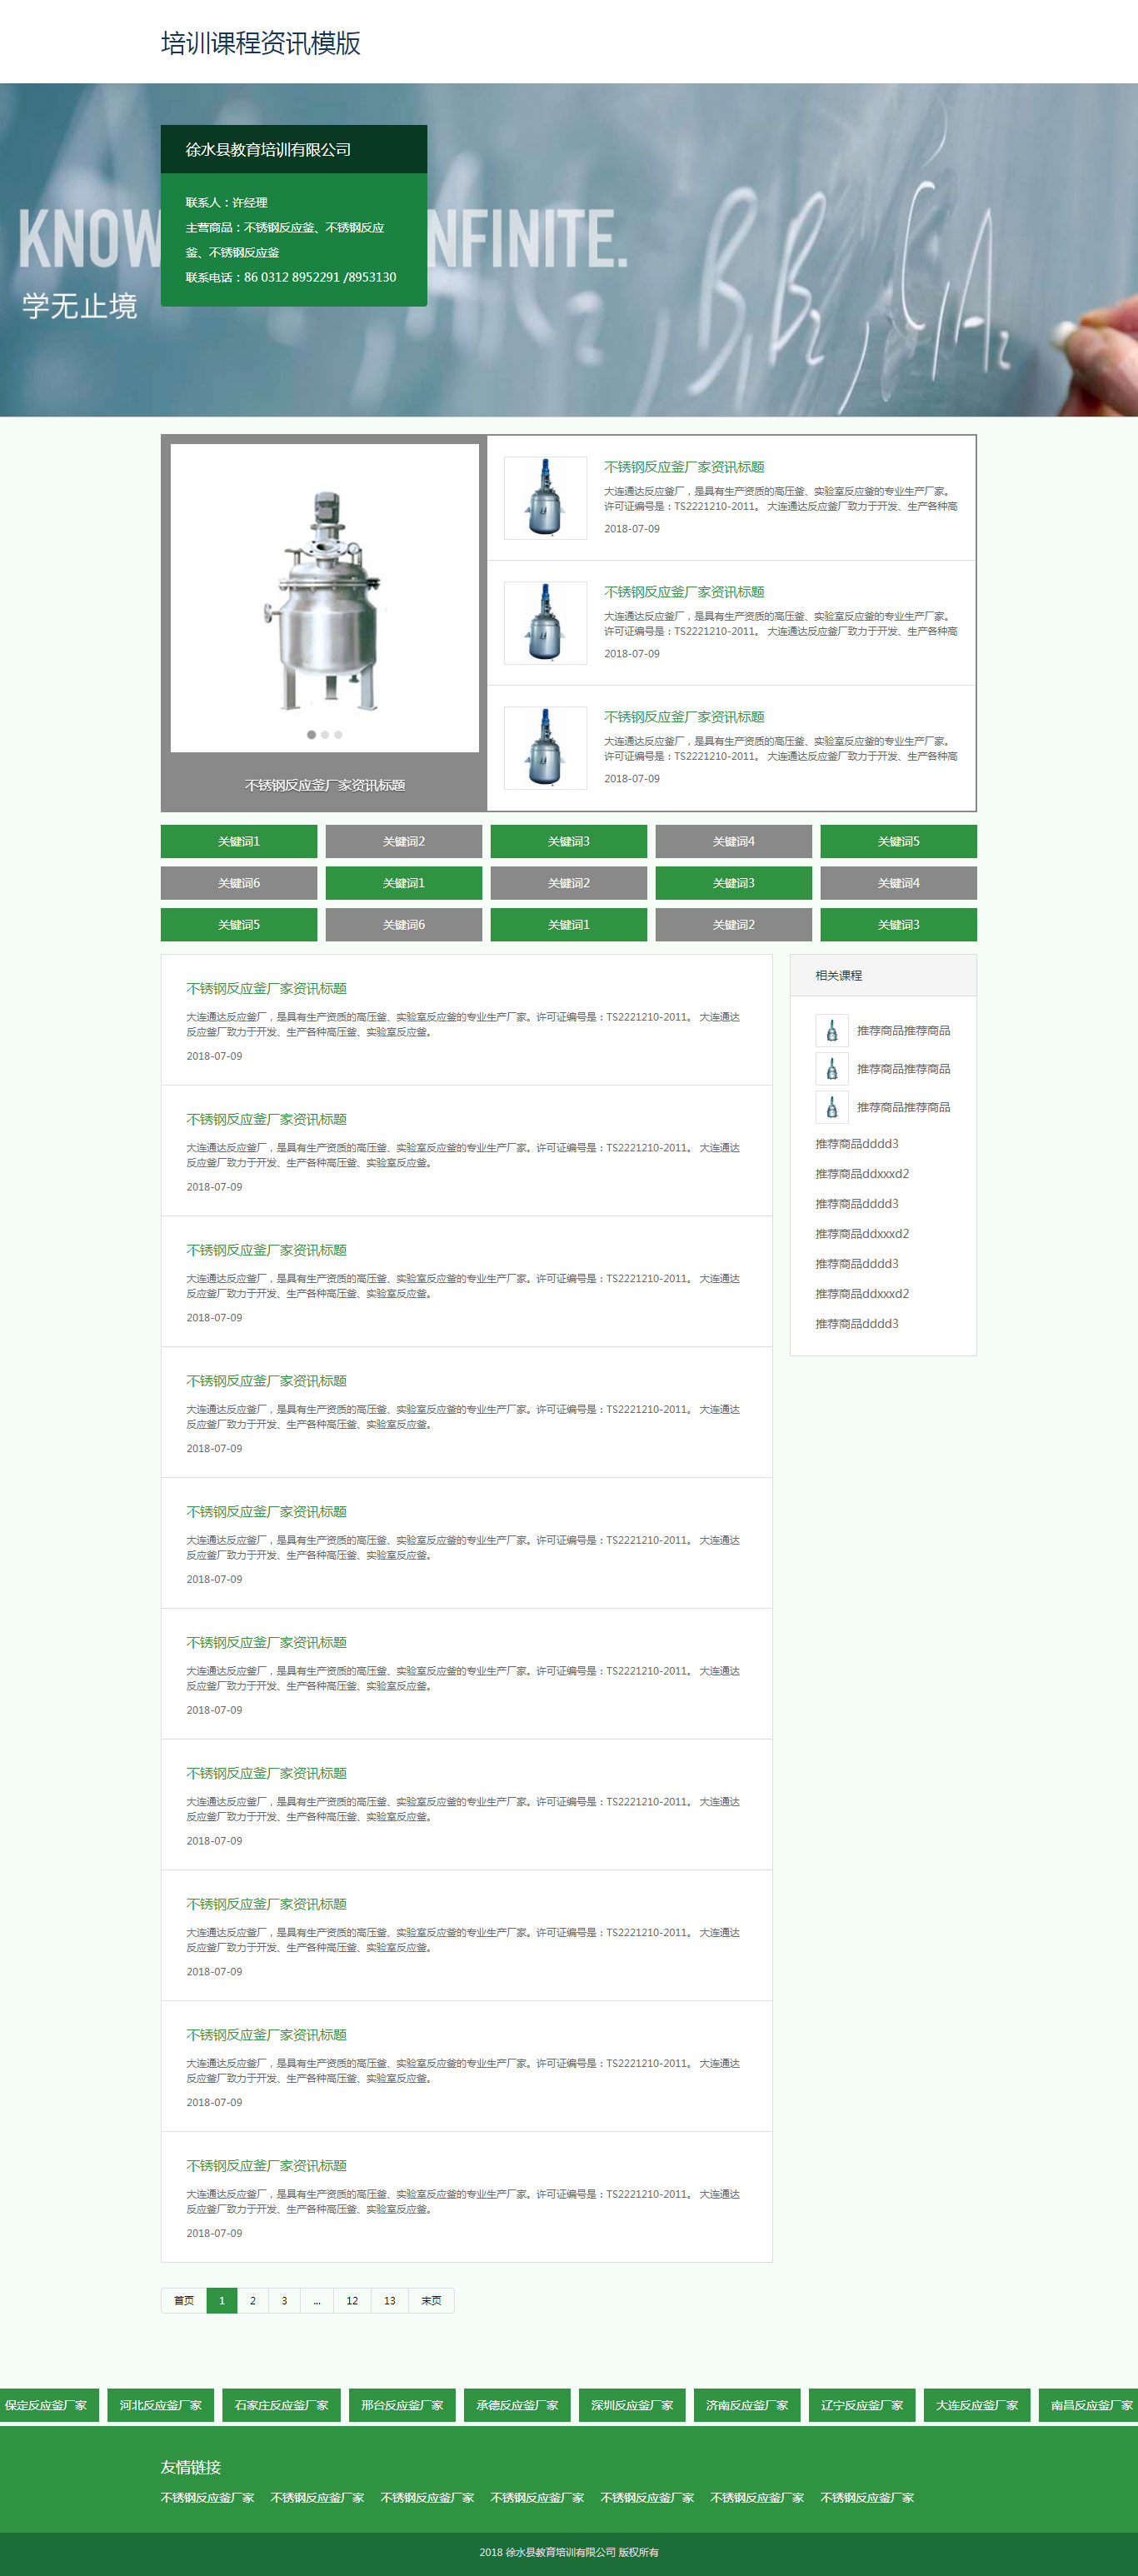 培训课程资讯模版
徐水县教育培训有限公司
联系人：许经理
主营商品：不锈钢反应釜、不锈钢反应
釜、不锈钢反应釜
联系电话：86 0312 8952291 /8953130
KNOW
NFINITE.
学无止境
不锈钢反应釜厂家资讯标题
不锈钢反应釜厂家资讯标题
大连通达反应釜厂，是具有生产资质的高压釜、实验室反应釜的专业生产厂家。
许可证编号是：TS2221210-2011。 大连通达反应釜厂致力于开发、生产各种高
2018-07-09
不锈钢反应釜厂家资讯标题
大连通达反应釜厂，是具有生产资质的高压釜、实验室反应釜的专业生产厂家。
许可证编号是：TS2221210-2011。 大连通达反应釜厂致力于开发、生产各种高
2018-07-09
不锈钢反应釜厂家资讯标题
大连通达反应釜厂，是具有生产资质的高压釜、实验室反应釜的专业生产厂家。
许可证编号是：TS2221210-2011。 大连通达反应釜厂致力于开发、生产各种高
2018-07-09
关键词1 关键词2 关键词3 关键词4 关键词5
关键词6 关键词1 关键词2 关键词3 关键词4
关键词5 关键词6 关键词1 关键词2 关键词3
不锈钢反应釜厂家资讯标题
大连通达反应釜厂，是具有生产资质的高压釜、实验室反应釜的专业生产厂家。许可证编号是：TS2221210-2011。 大连通达
反应釜厂致力于开发、生产各种高压釜、实验室反应釜。
2018-07-09
不锈钢反应釜厂家资讯标题
大连通达反应釜厂，是具有生产资质的高压釜、实验室反应釜的专业生产厂家。许可证编号是：TS2221210-2011。 大连通达
反应釜厂致力于开发、生产各种高压釜、实验室反应釜。
2018-07-09
不锈钢反应釜厂家资讯标题
大连通达反应釜厂，是具有生产资质的高压釜、实验室反应釜的专业生产厂家。许可证编号是：TS2221210-2011。 大连通达
反应釜厂致力于开发、生产各种高压釜、实验室反应釜。
2018-07-09
不锈钢反应釜厂家资讯标题
大连通达反应釜厂，是具有生产资质的高压釜、实验室反应釜的专业生产厂家。许可证编号是：TS2221210-2011。 大连通达
反应釜厂致力于开发、生产各种高压釜、实验室反应釜。
2018-07-09
不锈钢反应釜厂家资讯标题
大连通达反应釜厂，是具有生产资质的高压釜、实验室反应釜的专业生产厂家。许可证编号是：TS2221210-2011。 大连通达
反应釜厂致力于开发、生产各种高压釜、实验室反应釜。
2018-07-09
不锈钢反应釜厂家资讯标题
大连通达反应釜厂，是具有生产资质的高压釜、实验室反应釜的专业生产厂家。许可证编号是：TS2221210-2011。 大连通达
反应釜厂致力于开发、生产各种高压釜、实验室反应釜。
2018-07-09
不锈钢反应釜厂家资讯标题
大连通达反应釜厂，是具有生产资质的高压釜、实验室反应釜的专业生产厂家。许可证编号是：TS2221210-2011。 大连通达
反应釜厂致力于开发、生产各种高压釜、实验室反应釜。
2018-07-09
不锈钢反应釜厂家资讯标题
大连通达反应釜厂，是具有生产资质的高压釜、实验室反应釜的专业生产厂家。许可证编号是：TS2221210-2011。 大连通达
反应釜厂致力于开发、生产各种高压釜、实验室反应釜。
2018-07-09
不锈钢反应釜厂家资讯标题
大连通达反应釜厂，是具有生产资质的高压釜、实验室反应釜的专业生产厂家。许可证编号是：TS2221210-2011。 大连通达
反应釜厂致力于开发、生产各种高压釜、实验室反应釜。
2018-07-09
不锈钢反应釜厂家资讯标题
大连通达反应釜厂，是具有生产资质的高压釜、实验室反应釜的专业生产厂家。许可证编号是：TS2221210-2011。 大连通达
反应釜厂致力于开发、生产各种高压釜、实验室反应釜。
2018-07-09
相关课程
推荐商品推荐商品
推荐商品推荐商品
推荐商品推荐商品
推荐商品dddd3
推荐商品ddxxxd2
推荐商品dddd3
推荐商品ddxxxd2
推荐商品dddd3
推荐商品ddxxxd2
推荐商品dddd3
首页 1 2 3 ... 12 13 末页
保定反应釜厂家 河北反应釜厂家 石家庄反应釜厂家 邢台反应釜厂家 承德反应釜厂家 深圳反应釜厂家 济南反应釜厂家 辽宁反应釜厂家 大连反应釜厂家 南昌反应釜厂家
友情链接
不锈钢反应釜厂家 不锈钢反应釜厂家 不锈钢反应釜厂家 不锈钢反应釜厂家 不锈钢反应釜厂家 不锈钢反应釜厂家 不锈钢反应釜厂家
2018 徐水县教育培训有限公司 版权所有